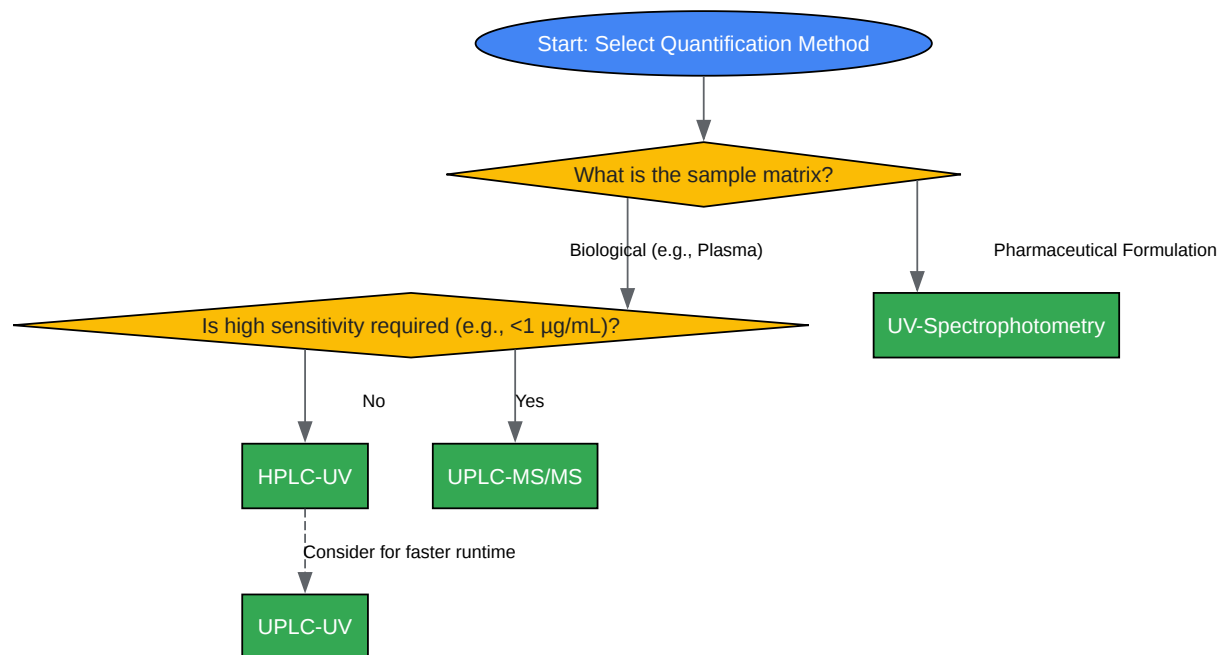 Start: Select Quantification Method
What is the sample matrix?
Biological (e.g., Plasma)
Pharmaceutical Formulation
Is high sensitivity required (e.g., <1 µg/mL)?
UV-Spectrophotometry
No
Yes
HPLC-UV
UPLC-MS/MS
Consider for faster runtime
UPLC-UV